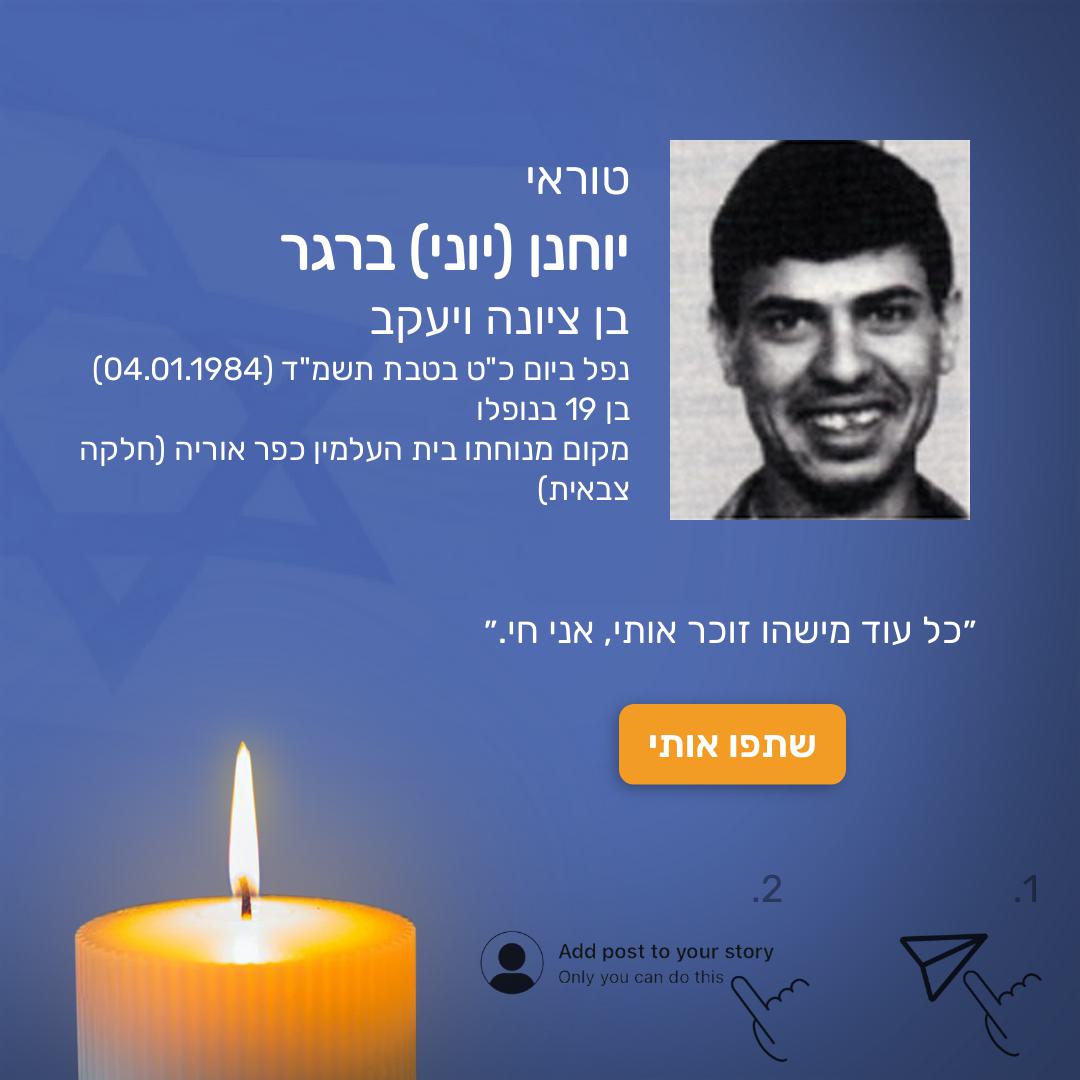 טוראי
יוחנן (יוני) ברגר
בן ציונה ויעקב
נפל ביום כ"ט בטבת תשמ"ד (04.01.1984)
בן 19 בנופלו
מקום מנוחתו בית העלמין כפר אוריה (חלקה
צבאית)
״כל עוד מישהו זוכר אותי, אני חי.״
שתפו אותי
1.
2.
Add post to your story
Only you can do this